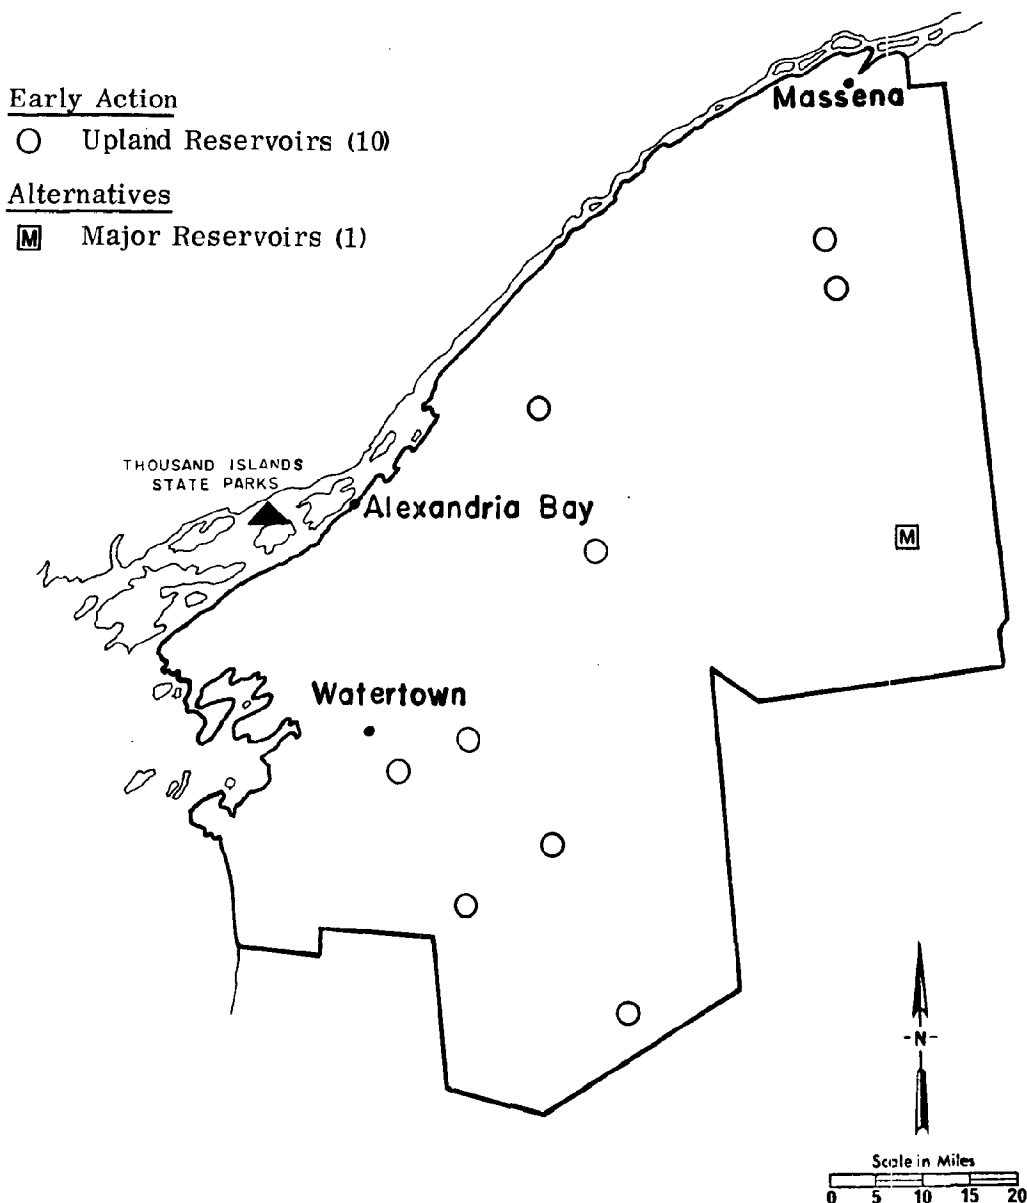 Early Action
Upland Reservoirs (10)
Alternatives
M Major Reservoirs (1)
Massena
THOUSAND ISLANDS
STATE PARKS
Alexandria Bay
M
Watertown
-N-
Scale in Miles
0 5 10 15 20